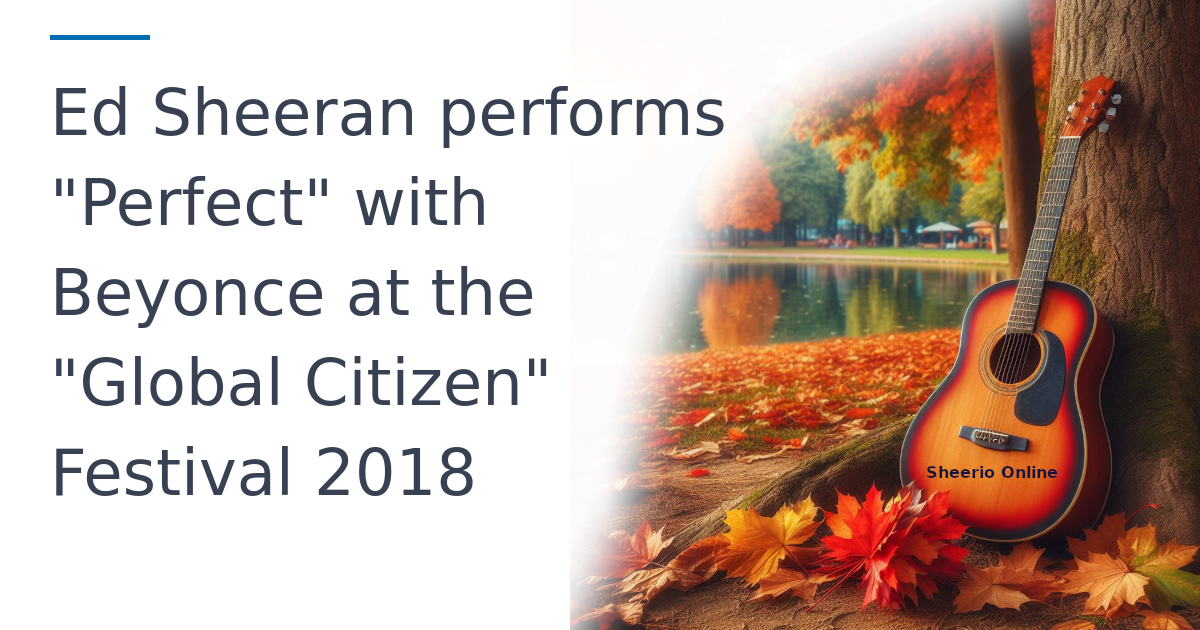 Ed Sheeran performs
"Perfect" with
Beyonce at the
"Global Citizen"
Festival 2018
Sheerio Online